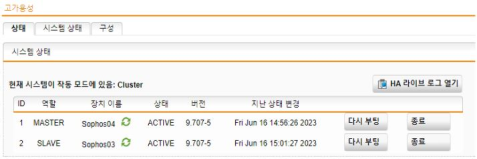 고가용성
상태 시스템 상태 구성
시스템 상태
현재 시스템이 작동 모드에 있음: Cluster HA 라이브 로그 열기
ID 역할 장치 이름 상태 버전 지난 상태 변경
1 MASTER Sophos04 ACTIVE 9.707-5 Fri Jun 16 14:56:26 2023 다시 부팅 종료
2 SLAVE Sophos03 ACTIVE 9.707-5 Fri Jun 16 15:01:27 2023 다시 부팅 종료